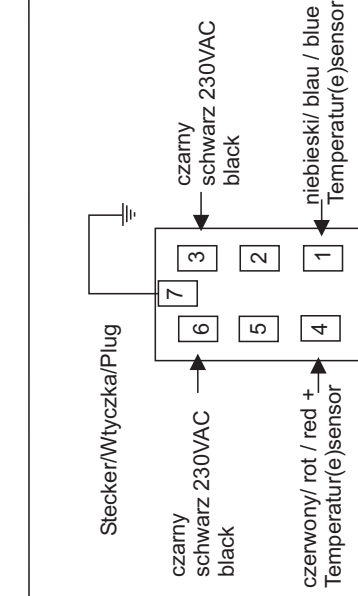 Stecker/Wtyczka/Plug
czarny
schwarz 230VAC
black
czarny
schwarz 230VAC
black
7
6
3
5
2
4
1
czerwony/ rot / red +
Temperatur(e)sensor
niebieski/ blau / blue
Temperatur(e)sensor